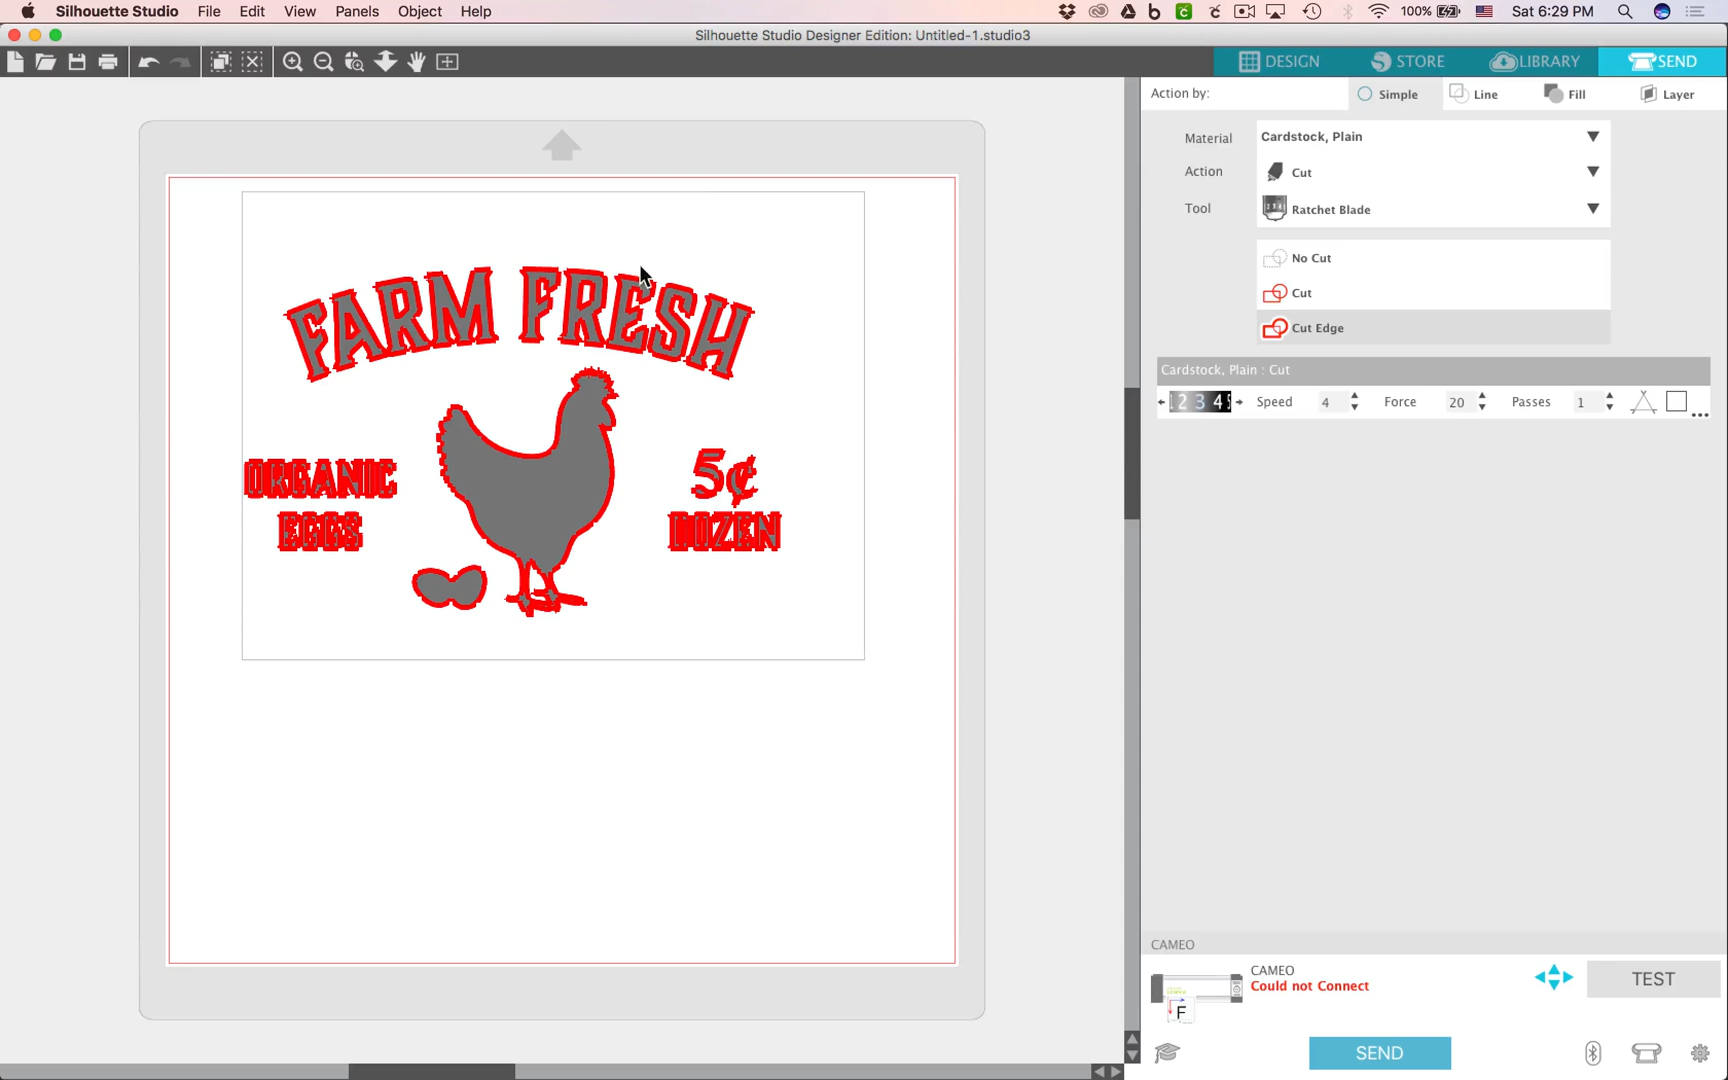 Silhouette Studio File Edit View Panels Object Help 100% Sat 6:29 PM
Silhouette Studio Designer Edition: Untitled-1.studio3
DESIGN STORE LIBRARY SEND
Action by: Simple Line Fill Layer
Material Cardstock, Plain
Action Cut
Tool Ratchet Blade
No Cut
Cut
Cut Edge
Cardstock, Plain : Cut
1 2 3 4 5 Speed 4 Force 20 Passes 1
FARM FRESH
ORGANIC
EGGS
5¢
DOZEN
CAMEO
CAMEO
Could not Connect
TEST
F
SEND